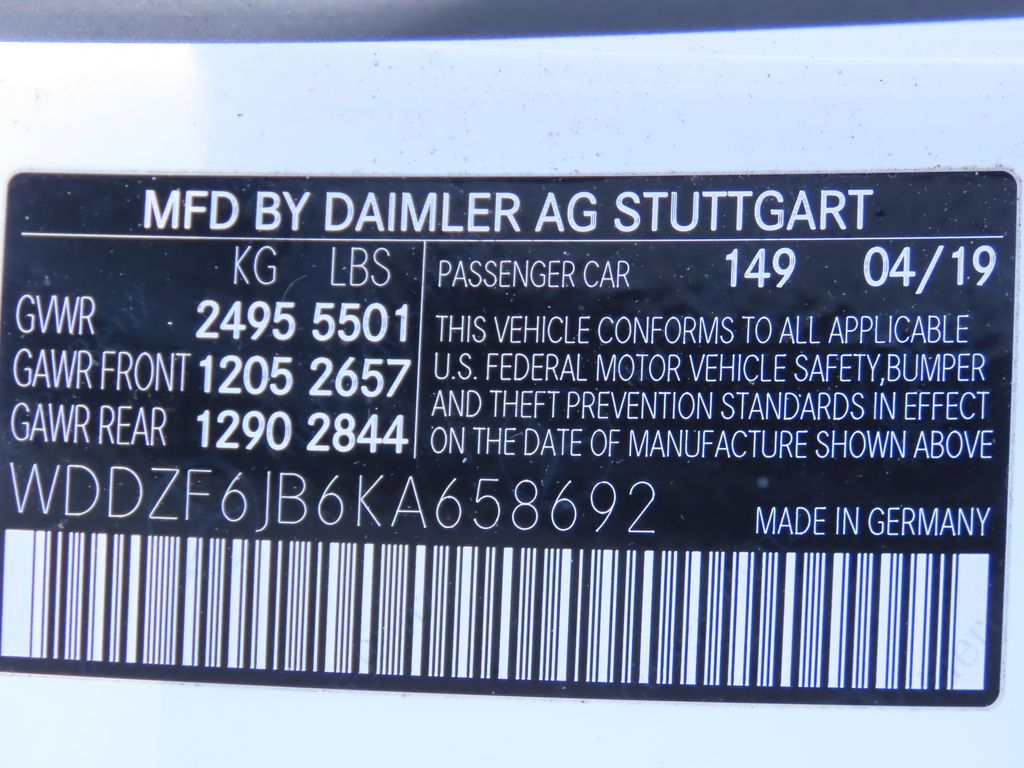 MFD BY DAIMLER AG STUTTGART
KG LBS
GVWR 2495 5501
GAWR FRONT 1205 2657
GAWR REAR 1290 2844
PASSENGER CAR 149 04/19
THIS VEHICLE CONFORMS TO ALL APPLICABLE
U.S. FEDERAL MOTOR VEHICLE SAFETY,BUMPER
AND THEFT PREVENTION STANDARDS IN EFFECT
ON THE DATE OF MANUFACTURE SHOWN ABOVE
WDDZF6JB6KA658692
MADE IN GERMANY